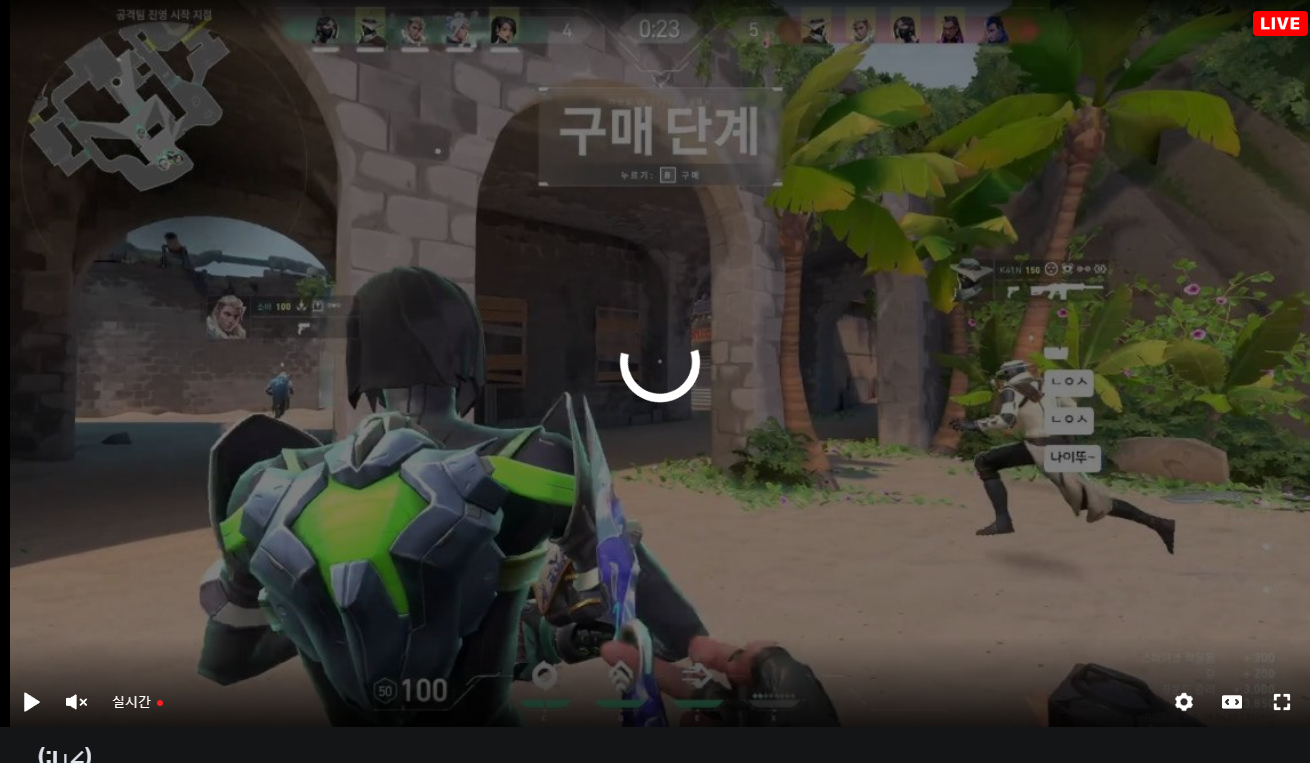 공격팀 진영 시작 지점
4
0:23
5
LIVE
구매 단계
누르기: B 구매
소바 100
KAYN 150
ㄴㅇㅅ
ㄴㅇㅅ
나이뚜~
50 100
실시간